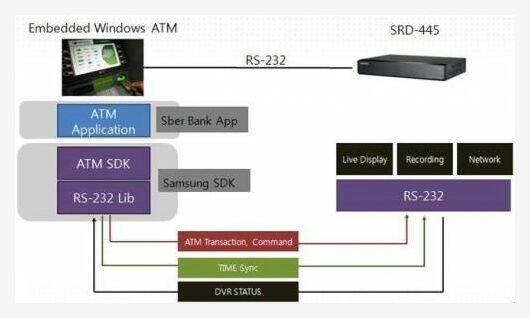 Embedded Windows ATM
SRD-445
RS-232
ATM
Application
Sber Bank App
ATM SDK
RS-232 Lib
Samsung SDK
Live Display
Recording
Network
RS-232
ATM Transaction, Command
TIME Sync
DVR STATUS